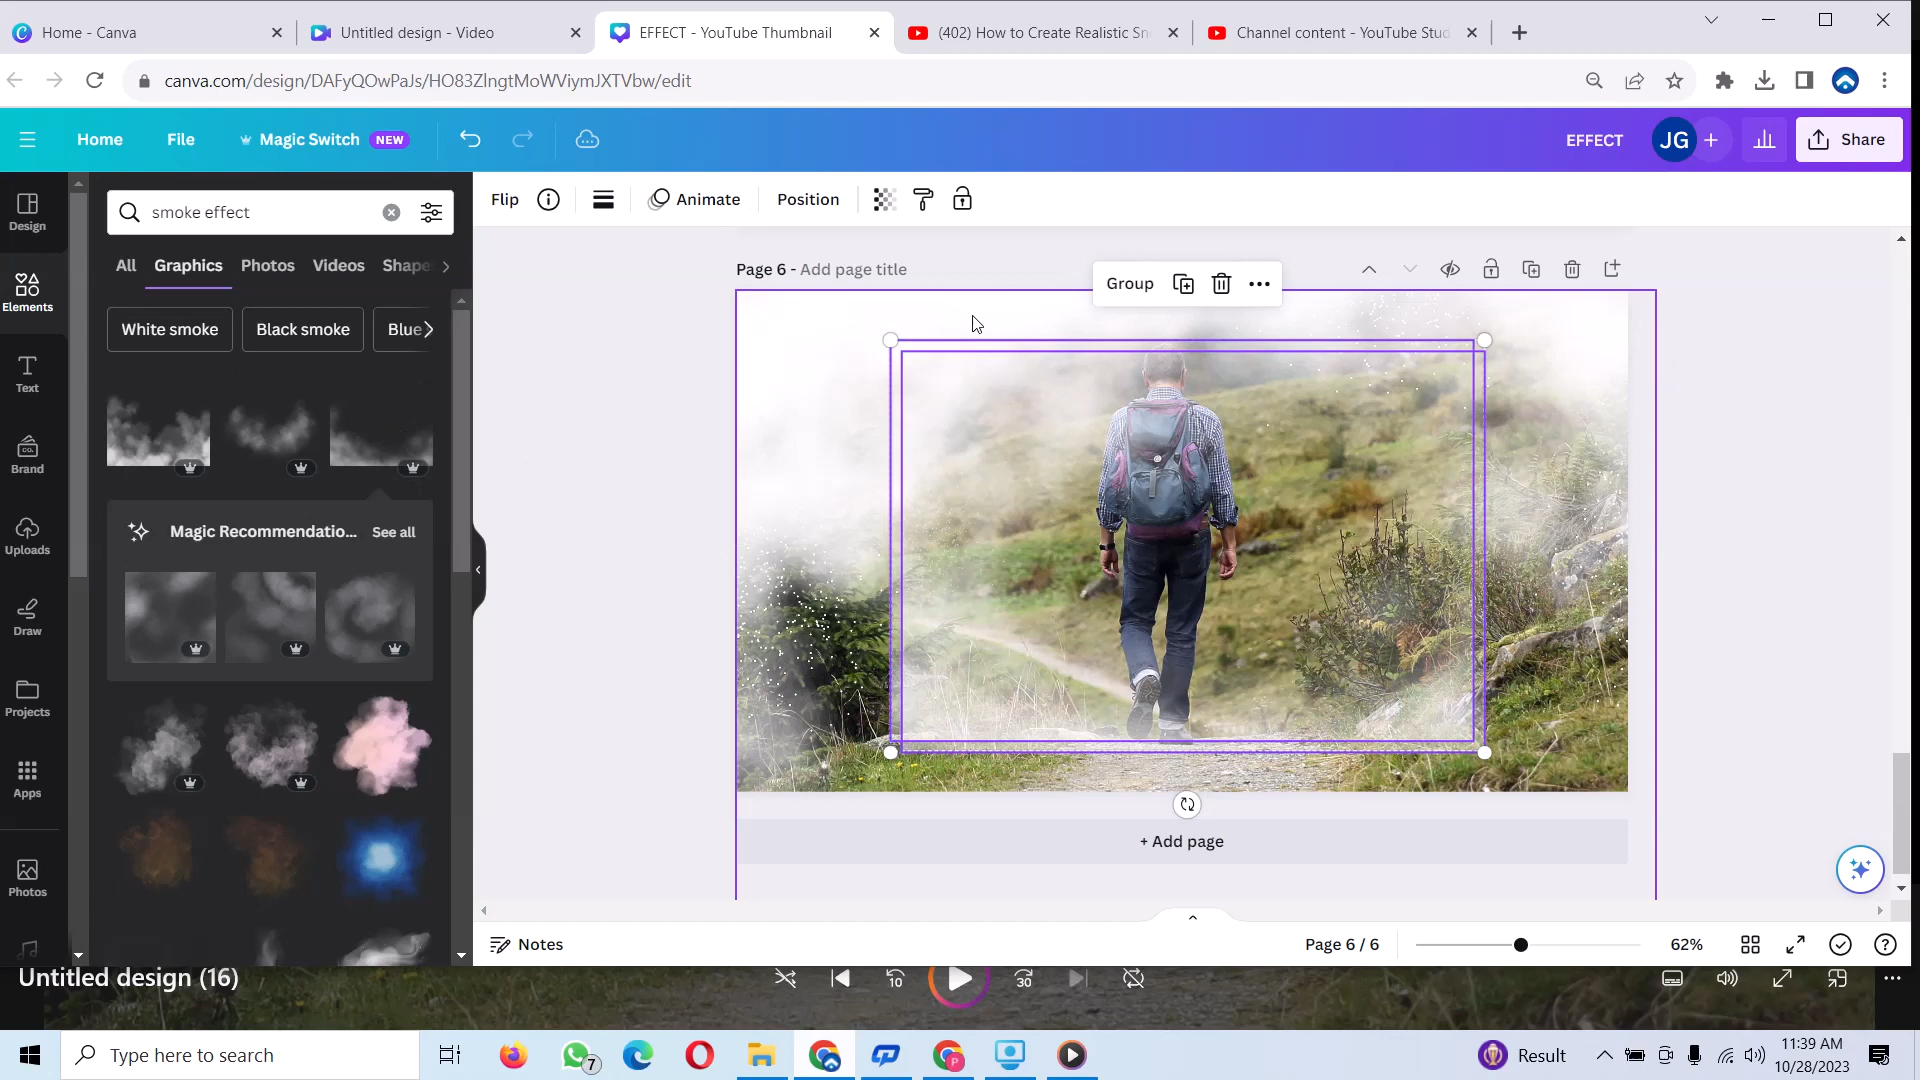 Home - Canva
Untitled design - Video
EFFECT - YouTube Thumbnail
(402) How to Create Realistic Sn
Channel content - YouTube Stud
canva.com/design/DAFyQOwPaJs/HO83ZlngtMoWViymJXTVbw/edit
Home
File
Magic Switch
NEW
EFFECT
JG
Share
Design
Elements
Text
Brand
Uploads
Draw
Projects
Apps
Photos
smoke effect
All
Graphics
Photos
Videos
Shape
White smoke
Black smoke
Blue
Magic Recommendatio...
See all
Flip
Animate
Position
Page 6 - Add page title
Group
+ Add page
Notes
Page 6 / 6
62%
Untitled design (16)
10
30
Type here to search
7
Result
11:39 AM
10/28/2023